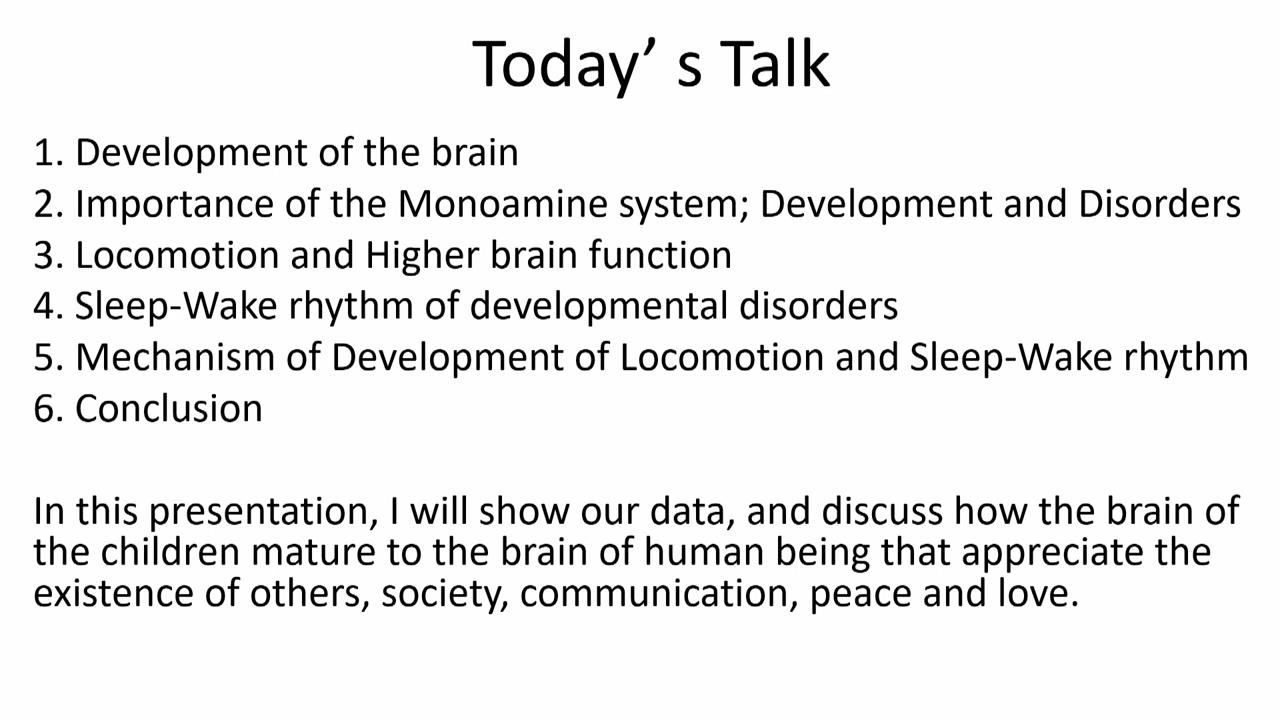 Today’ s Talk
1. Development of the brain
2. Importance of the Monoamine system; Development and Disorders
3. Locomotion and Higher brain function
4. Sleep-Wake rhythm of developmental disorders
5. Mechanism of Development of Locomotion and Sleep-Wake rhythm
6. Conclusion
In this presentation, I will show our data, and discuss how the brain of
the children mature to the brain of human being that appreciate the
existence of others, society, communication, peace and love.